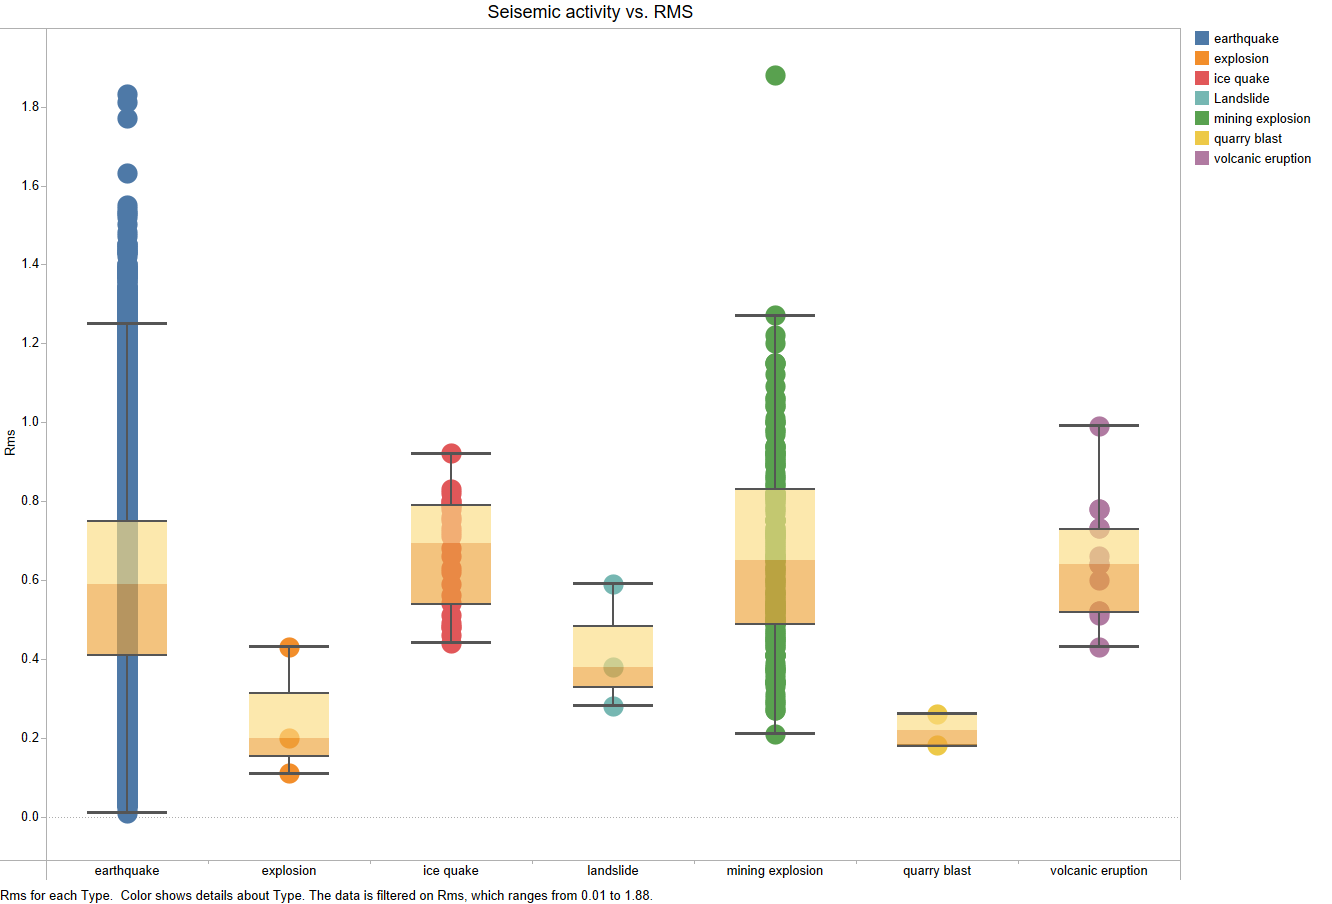 Seisemic activity vs. RMS
earthquake
explosion
ice quake
Landslide
mining explosion
quarry blast
volcanic eruption
Rms
1.8
1.6
1.4
1.2
1.0
0.8
0.6
0.4
0.2
0.0
earthquake explosion ice quake landslide mining explosion quarry blast volcanic eruption
Rms for each Type.  Color shows details about Type. The data is filtered on Rms, which ranges from 0.01 to 1.88.